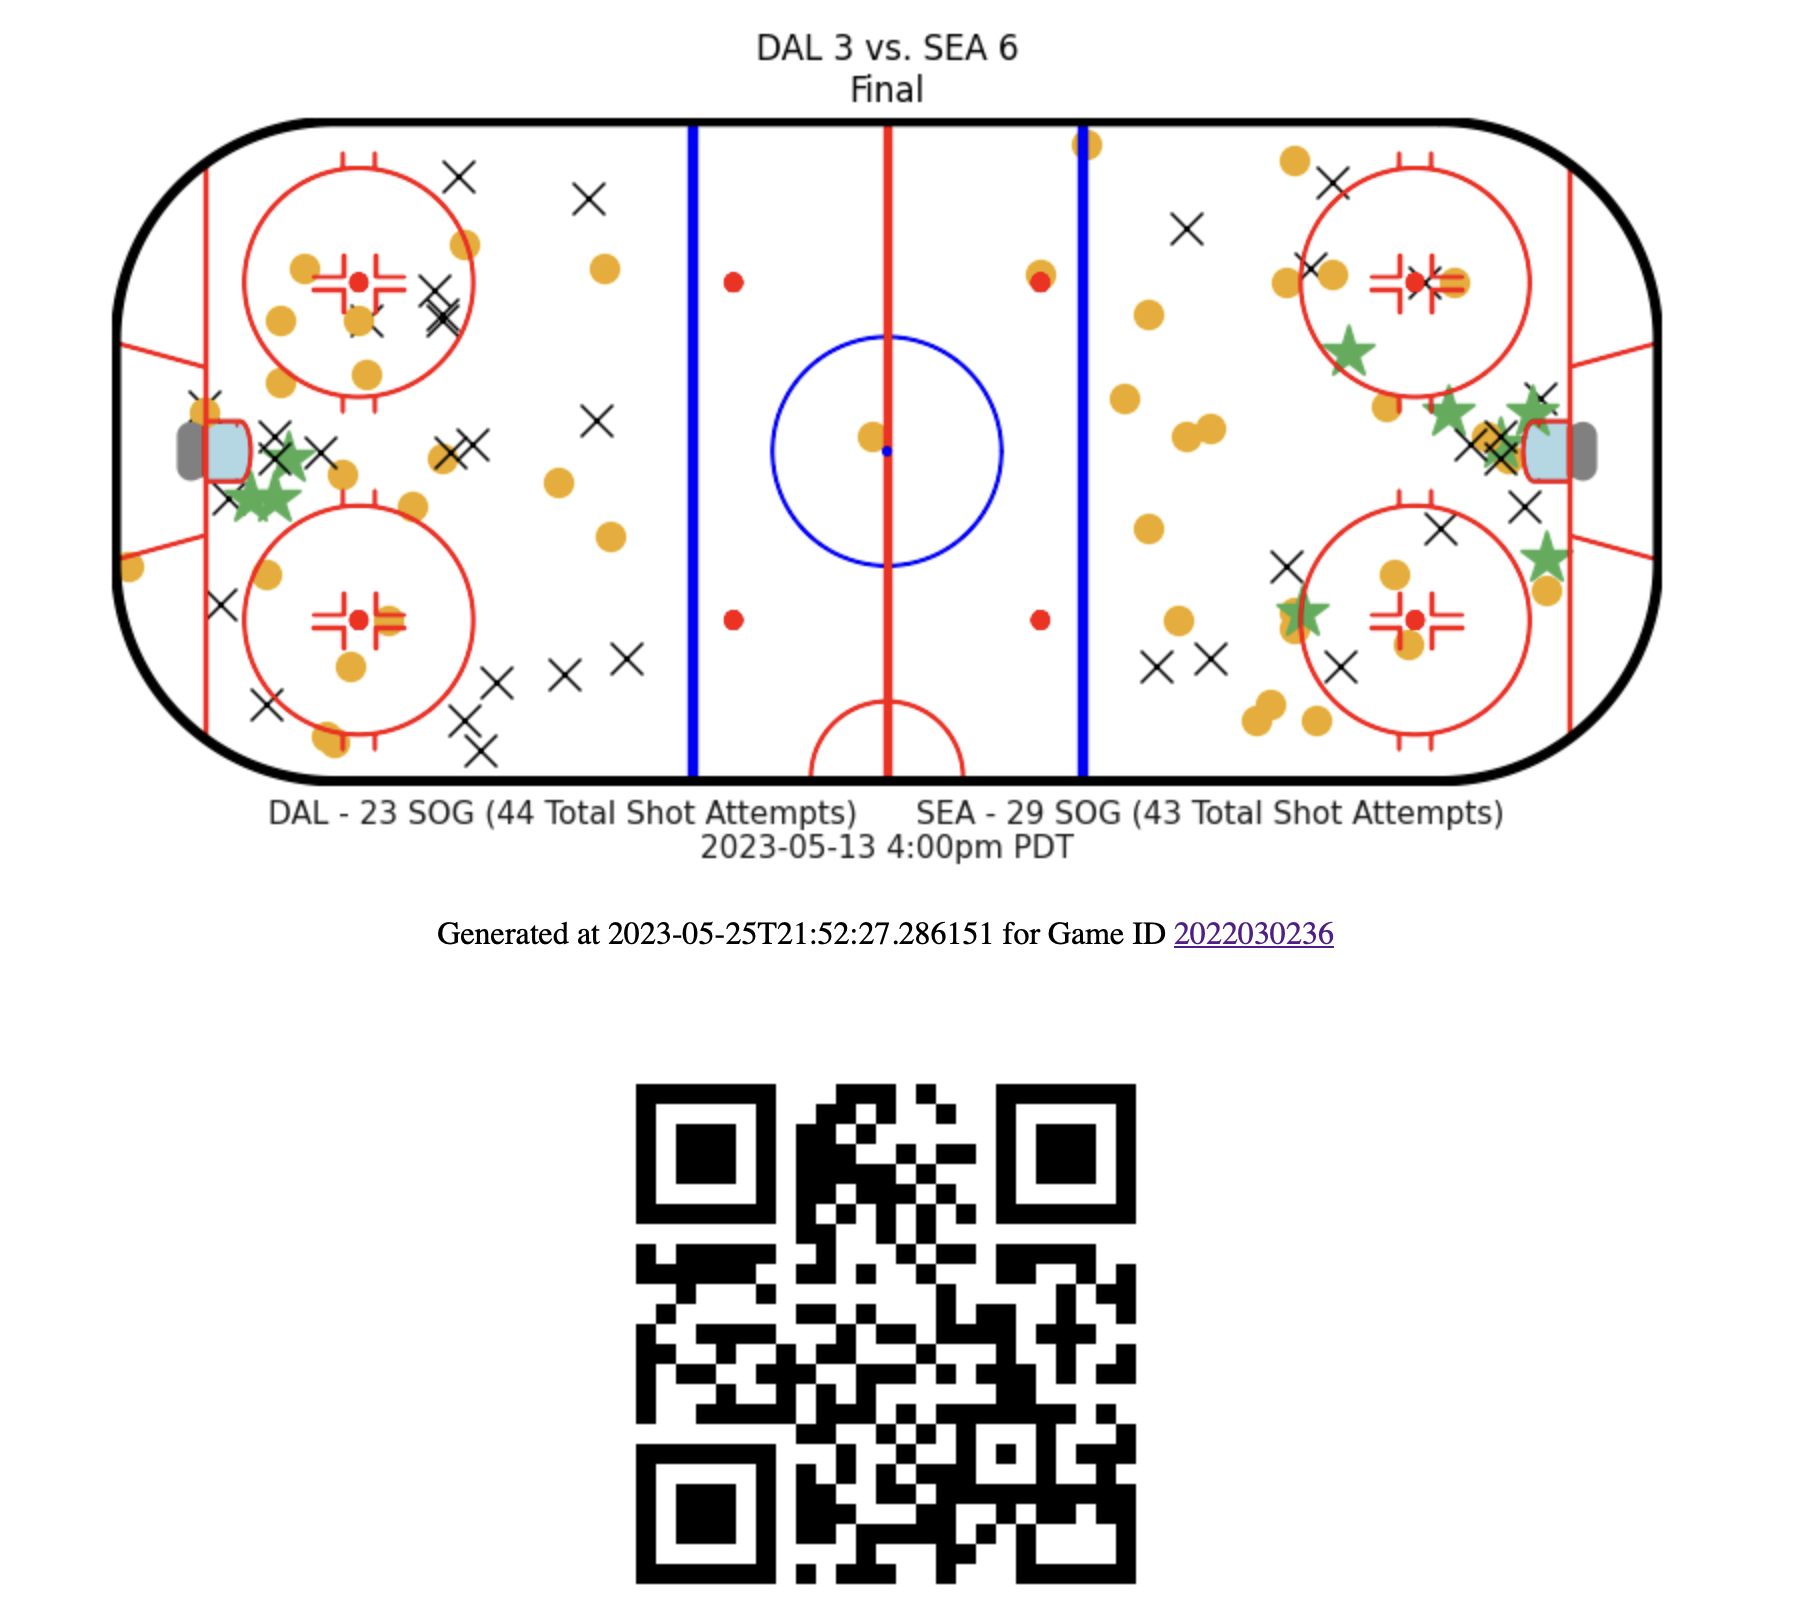 DAL 3 vs. SEA 6
Final
DAL - 23 SOG (44 Total Shot Attempts) SEA - 29 SOG (43 Total Shot Attempts)
2023-05-13 4:00pm PDT
Generated at 2023-05-25T21:52:27.286151 for Game ID 2022030236